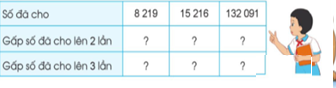 Số đã cho 8 219 15 216 132 091
Gấp số đã cho lên 2 lần ? ? ?
Gấp số đã cho lên 3 lần ? ? ?